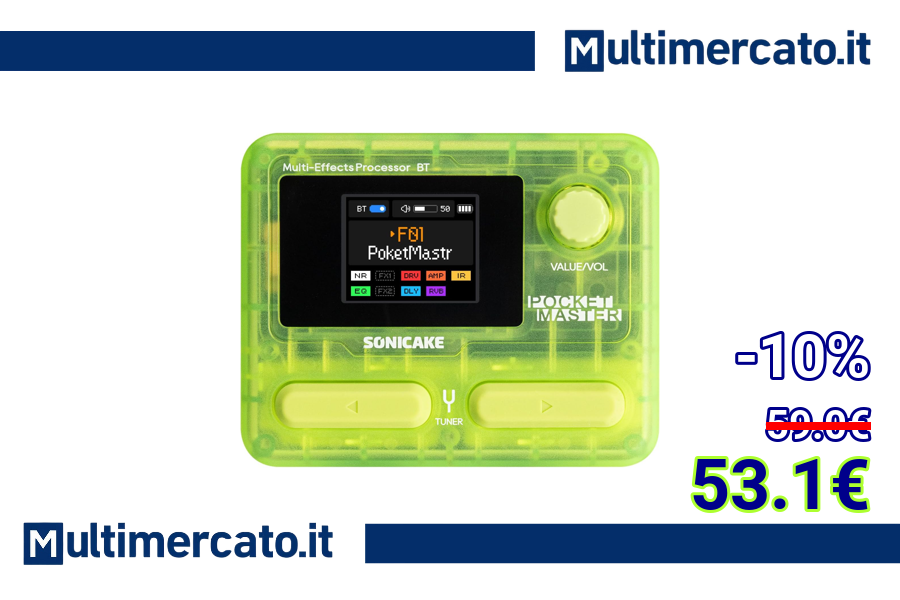 Multimercato.it
Multi-Effects Processor BT
BT 50
F01
PoketMastr
NR FX1 DRV AMP IR
EQ FX2 DLY RVB
VALUE/VOL
POCKET
MASTER
SONICAKE
TUNER
-10%
59.0€
53.1€
Multimercato.it